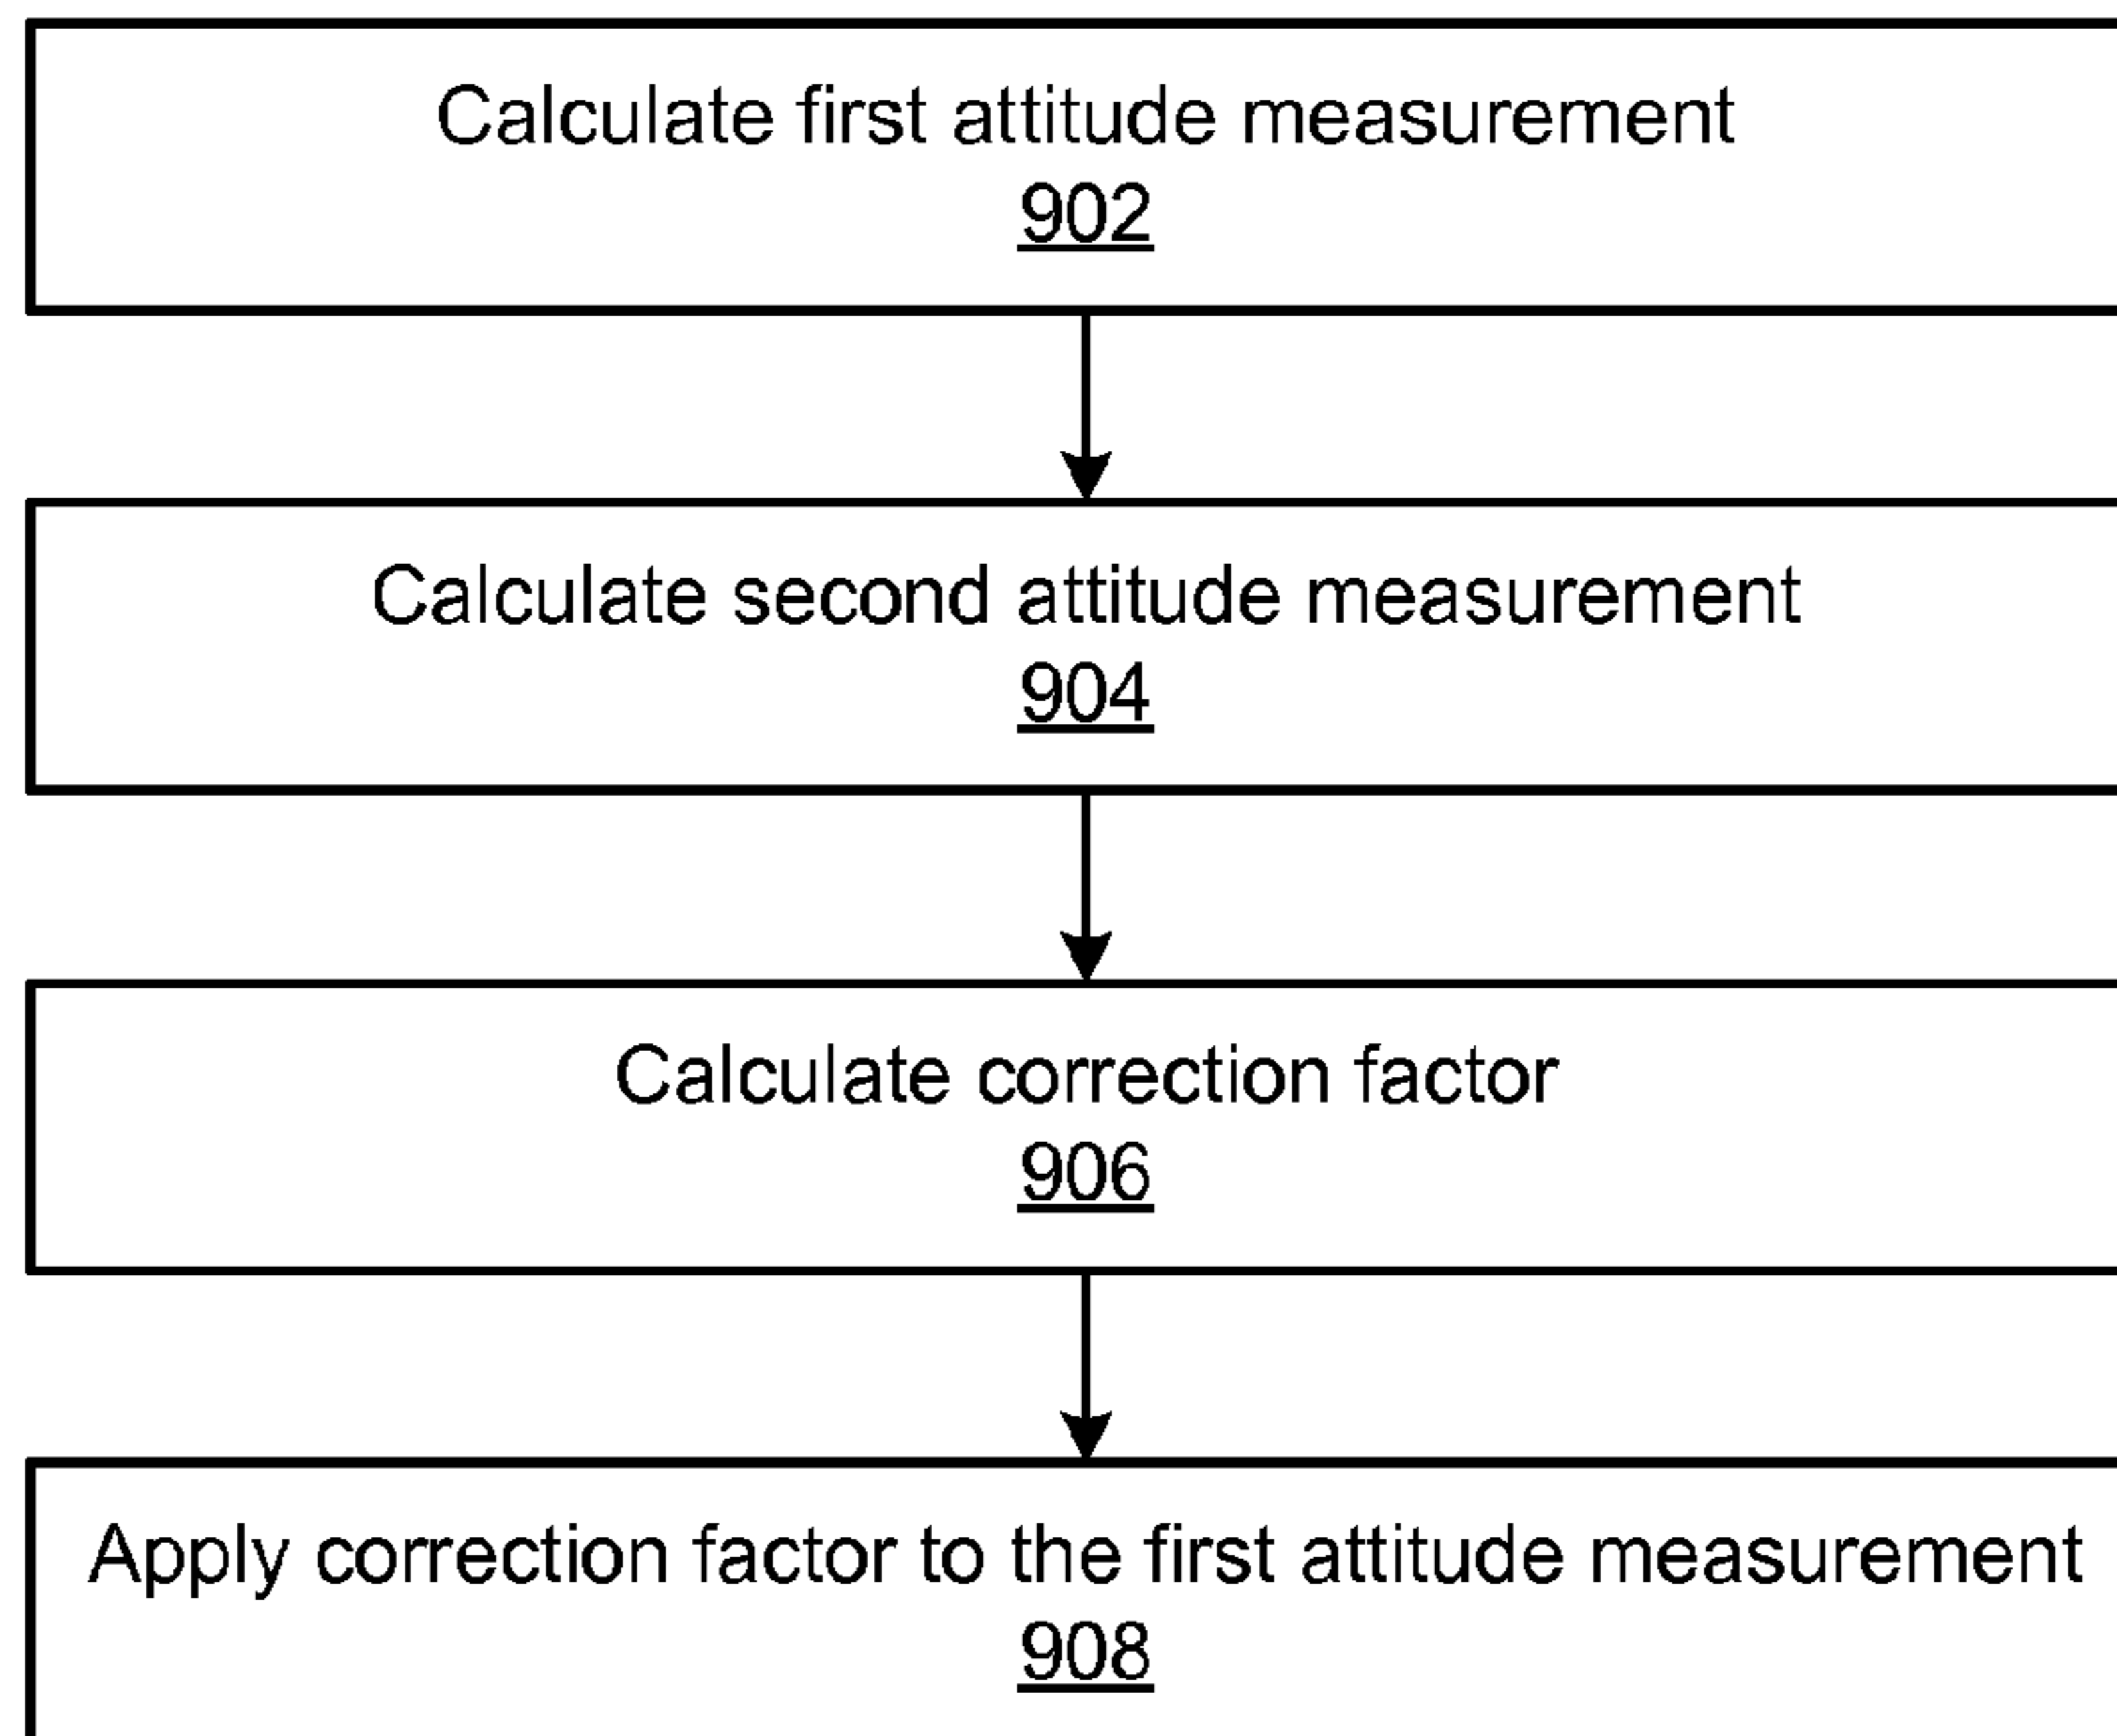 Calculate first attitude measurement
902
Calculate second attitude measurement
904
Calculate correction factor
906
Apply correction factor to the first attitude measurement
908